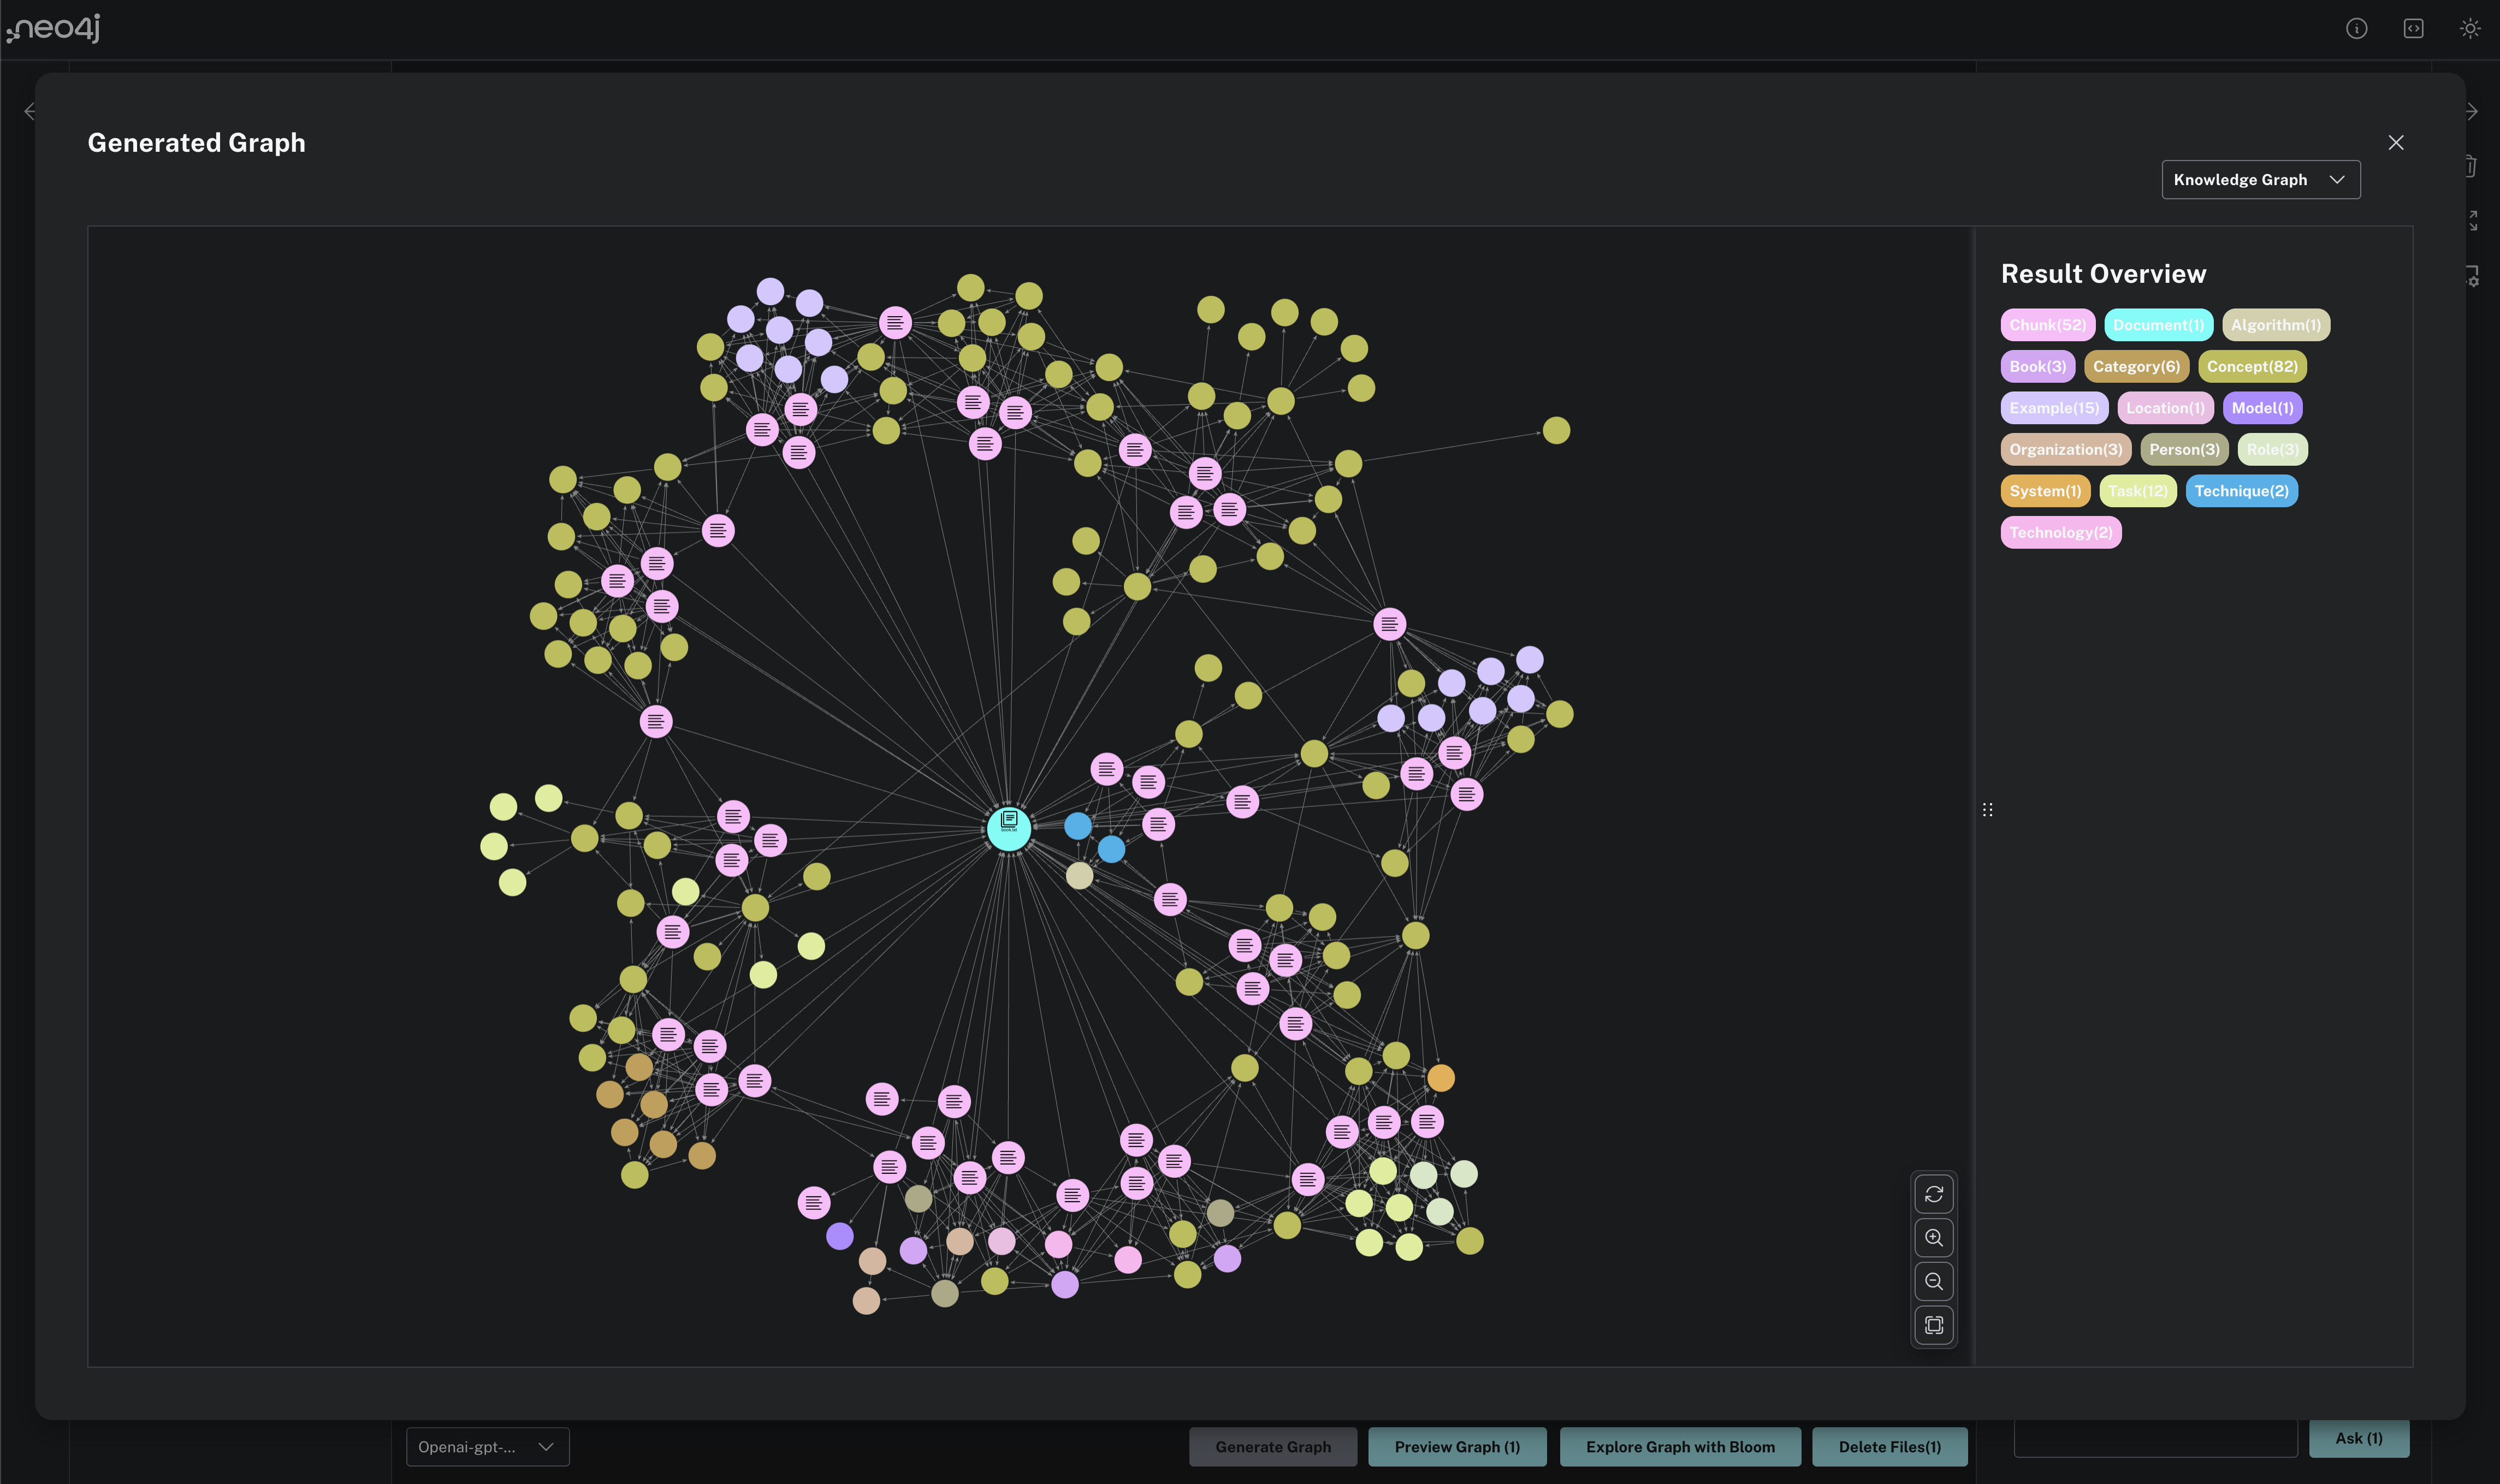 neo4j
Generated Graph
Knowledge Graph
Result Overview
Chunk(52) Document(1) Algorithm(1)
Book(3) Category(6) Concept(82)
Example(15) Location(1) Model(1)
Organization(3) Person(3) Role(3)
System(1) Task(12) Technique(2)
Technology(2)
book.txt
Openai-gpt-... Generate Graph Preview Graph (1) Explore Graph with Bloom Delete Files(1) Ask (1)